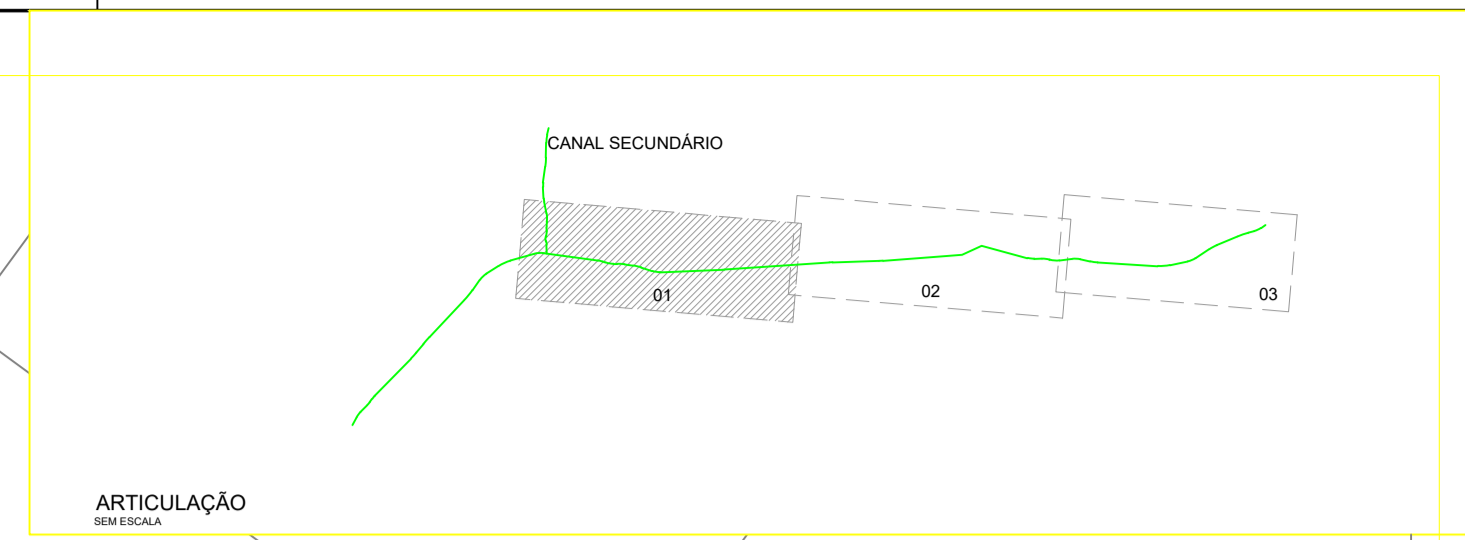 CANAL SECUNDÁRIO
01
02
03
ARTICULAÇÃO
SEM ESCALA